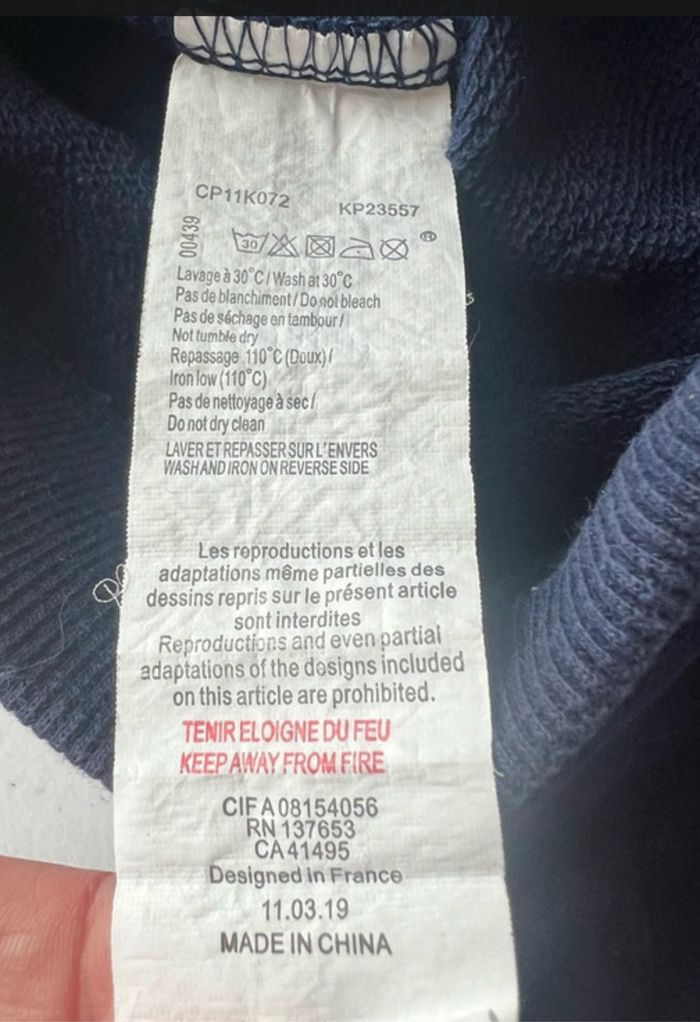 CP11K072 KP23557
00439
30 ®
Lavage à 30°C / Wash at 30°C
Pas de blanchiment / Do not bleach
Pas de séchage en tambour /
Not tumble dry
Repassage 110°C (Doux) /
Iron low (110°C)
Pas de nettoyage à sec /
Do not dry clean
LAVER ET REPASSER SUR L'ENVERS
WASH AND IRON ON REVERSE SIDE
Les reproductions et les
adaptations même partielles des
dessins repris sur le présent article
sont interdites
Reproductions and even partial
adaptations of the designs included
on this article are prohibited.
TENIR ELOIGNE DU FEU
KEEP AWAY FROM FIRE
CIF A 08154056
RN 137653
CA 41495
Designed in France
11.03.19
MADE IN CHINA